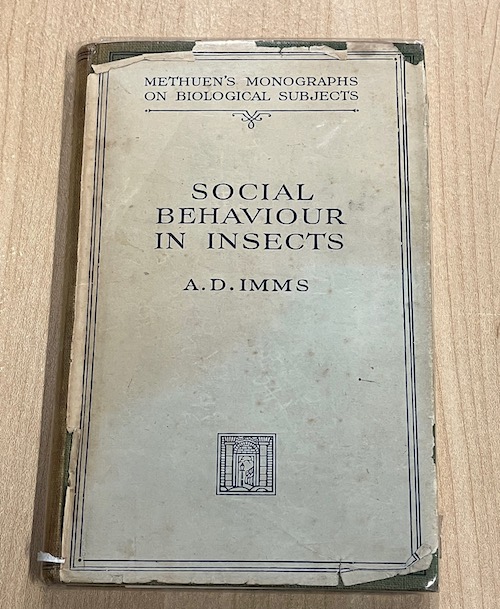 METHUEN'S MONOGRAPHS
ON BIOLOGICAL SUBJECTS
SOCIAL
BEHAVIOUR
IN INSECTS
A.D.IMMS